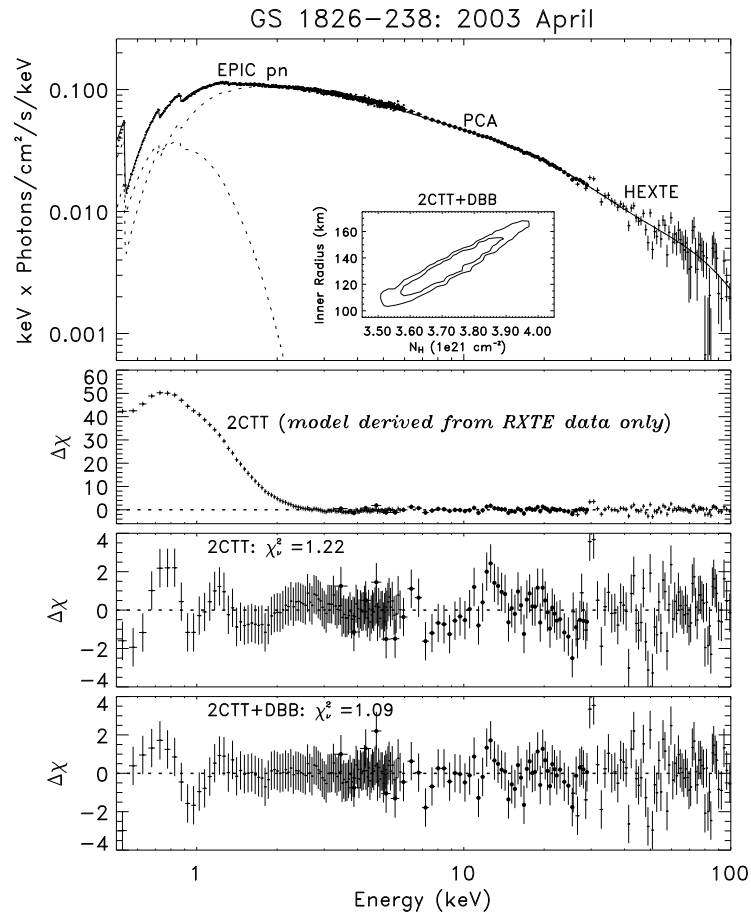 GS 1826−238: 2003 April
keV x Photons/cm²/s/keV
0.100
0.010
0.001
EPIC pn
PCA
HEXTE
2CTT+DBB
Inner Radius (km)
160
140
120
100
3.50 3.60 3.70 3.80 3.90 4.00
N_H (1e21 cm⁻²)
Δχ
60
50
40
30
20
10
0
2CTT (model derived from RXTE data only)
Δχ
4
2
0
−2
−4
2CTT: χ²_ν =1.22
Δχ
4
2
0
−2
−4
2CTT+DBB: χ²_ν =1.09
1 10 100
Energy (keV)